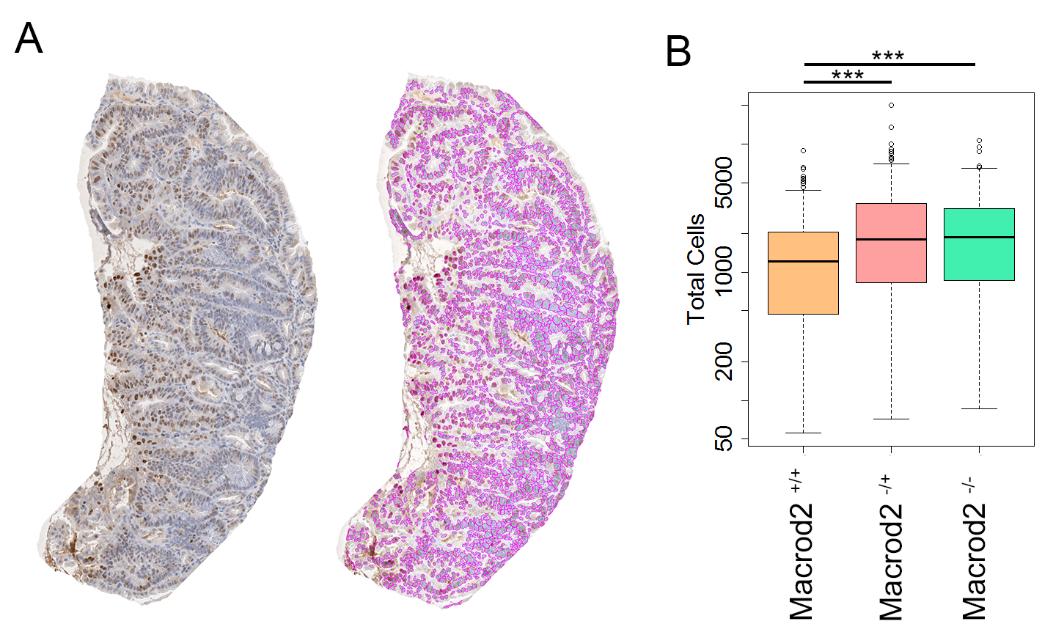 A
B
***
***
Total Cells
5000
1000
200
50
Macrod2 +/+
Macrod2 -/+
Macrod2 -/-